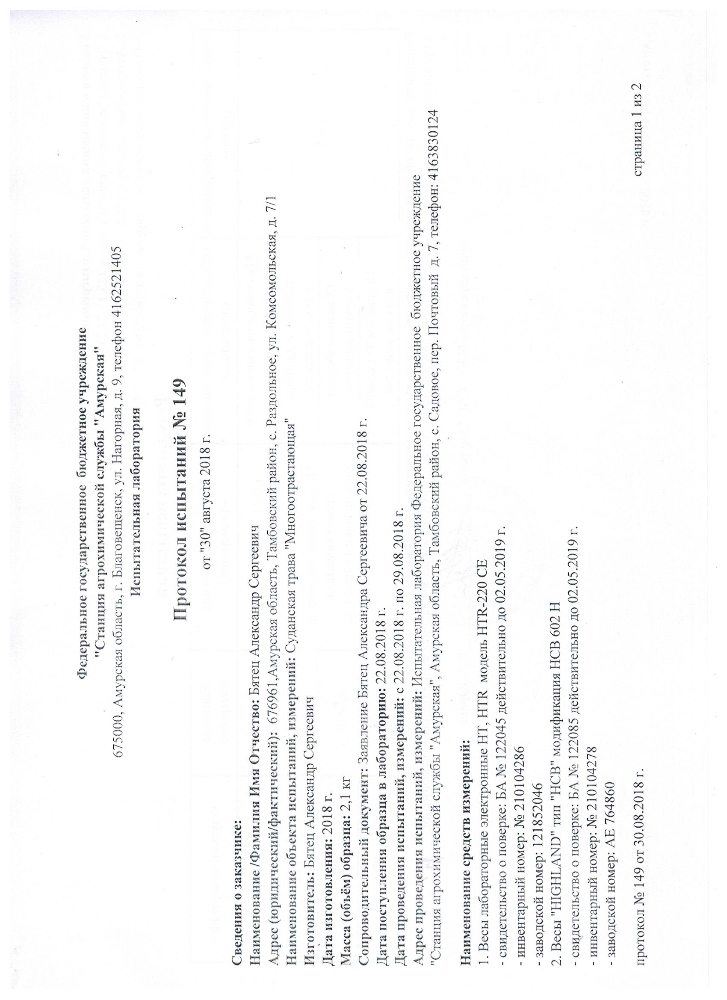 Федеральное государственное бюджетное учреждение
"Станция агрохимической службы "Амурская"
675000, Амурская область, г. Благовещенск, ул. Нагорная, д. 9, телефон 4162521405
Испытательная лаборатория
Протокол испытаний № 149
от "30" августа 2018 г.
Сведения о заказчике:
Наименование /Фамилия Имя Отчество: Бятец Александр Сергеевич
Адрес (юридический/фактический): 676961,Амурская область, Тамбовский район, с. Раздольное, ул. Комсомольская, д. 7/1
Наименование объекта испытаний, измерений: Суданская трава "Многоотрастающая"
Изготовитель: Бятец Александр Сергеевич
Дата изготовления: 2018 г.
Масса (объём) образца: 2,1 кг
Сопроводительный документ: Заявление Бятец Александра Сергеевича от 22.08.2018 г.
Дата поступления образца в лабораторию: 22.08.2018 г.
Дата проведения испытаний, измерений: с 22.08.2018 г. по 29.08.2018 г.
Адрес проведения испытаний, измерений: Испытательная лаборатория Федеральное государственное бюджетное учреждение
"Станция агрохимической службы "Амурская", Амурская область, Тамбовский район, с. Садовое, пер. Почтовый д. 7, телефон: 4163830124
Наименование средств измерений:
1. Весы лабораторные электронные HT, HTR модель HTR-220 CE
- свидетельство о поверке: БА № 122045 действительно до 02.05.2019 г.
- инвентарный номер: № 210104286
- заводской номер: 121852046
2. Весы "HIGHLAND" тип "НСВ" модификация НСВ 602 Н
- свидетельство о поверке: БА № 122085 действительно до 02.05.2019 г.
- инвентарный номер: № 210104278
- заводской номер: АЕ 764860
протокол № 149 от 30.08.2018 г.
страница 1 из 2